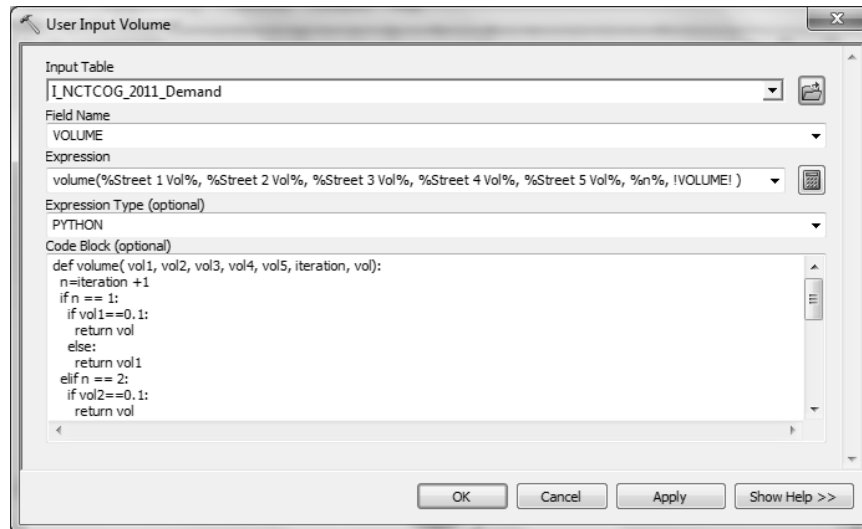 User Input Volume
Input Table
I_NCTCOG_2011_Demand
Field Name
VOLUME
Expression
volume(%Street 1 Vol%, %Street 2 Vol%, %Street 3 Vol%, %Street 4 Vol%, %Street 5 Vol%, %n%, !VOLUME! )
Expression Type (optional)
PYTHON
Code Block (optional)
def volume( vol1, vol2, vol3, vol4, vol5, iteration, vol):
n=iteration +1
if n == 1:
if vol1==0.1:
return vol
else:
return vol1
elif n == 2:
if vol2==0.1:
return vol
OK Cancel Apply Show Help >>